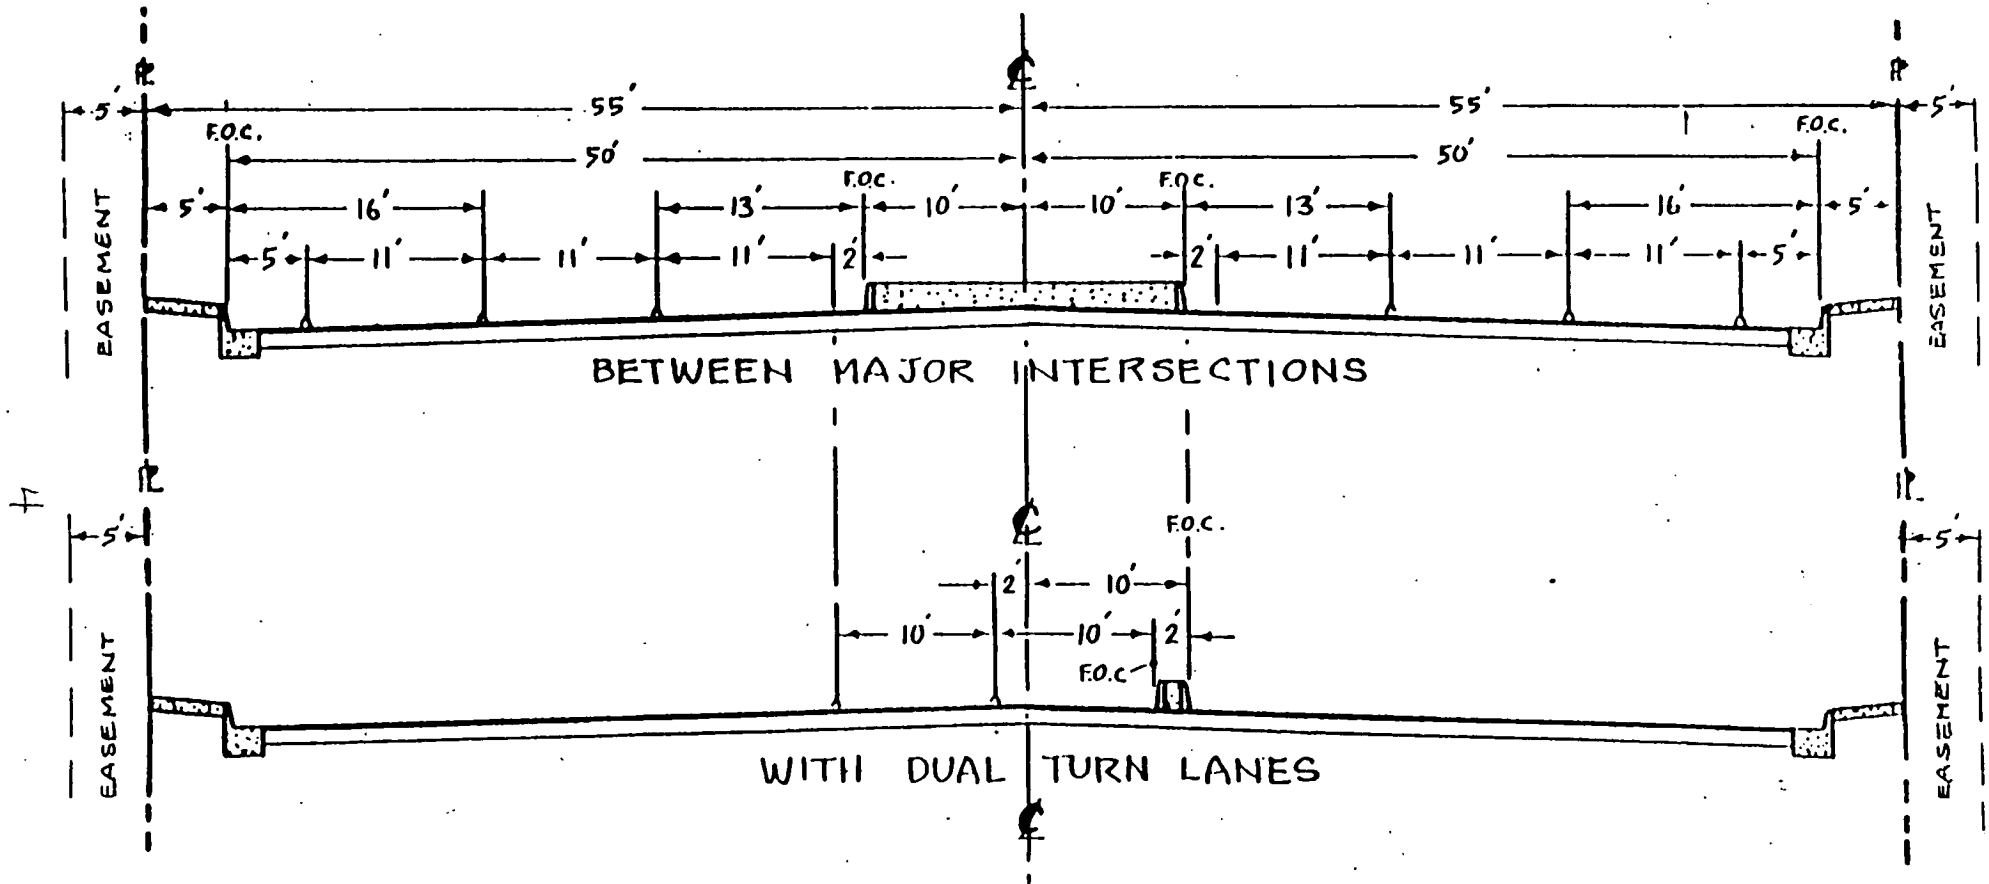 ℄
5' 55' 55' 5'
F.O.C. F.O.C.
50' 50'
F.O.C. F.O.C.
5' 16' 13' 10' 10' 13' 16' 5'
5' 11' 11' 11' 2' 2' 11' 11' 11' 5'
EASEMENT
EASEMENT
BETWEEN MAJOR INTERSECTIONS
℄
F.O.C.
5' 5'
2' 10'
10' 10' 2'
F.O.C
EASEMENT
EASEMENT
WITH DUAL TURN LANES
℄